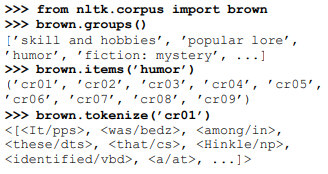 >>> from nltk.corpus import brown
>>> brown.groups()
['skill and hobbies', 'popular lore',
'humor', 'fiction: mystery', ...]
>>> brown.items('humor')
('cr01', 'cr02', 'cr03', 'cr04', 'cr05',
'cr06', 'cr07', 'cr08', 'cr09')
>>> brown.tokenize('cr01')
<[<It/pps>, <was/bedz>, <among/in>,
<these/dts>, <that/cs>, <Hinkle/np>,
<identified/vbd>, <a/at>, ...]>